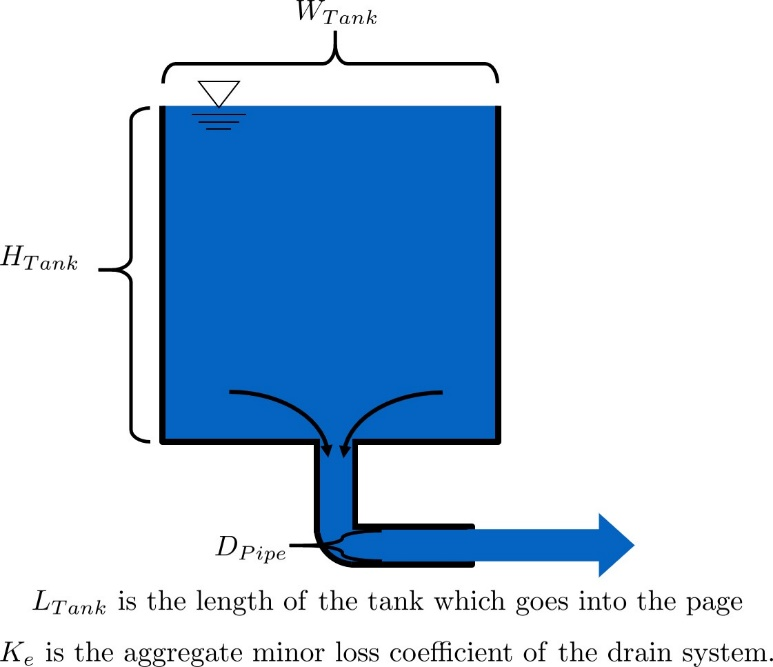 W_{Tank}
H_{Tank}
D_{Pipe}
L_{Tank} is the length of the tank which goes into the page
K_e is the aggregate minor loss coefficient of the drain system.